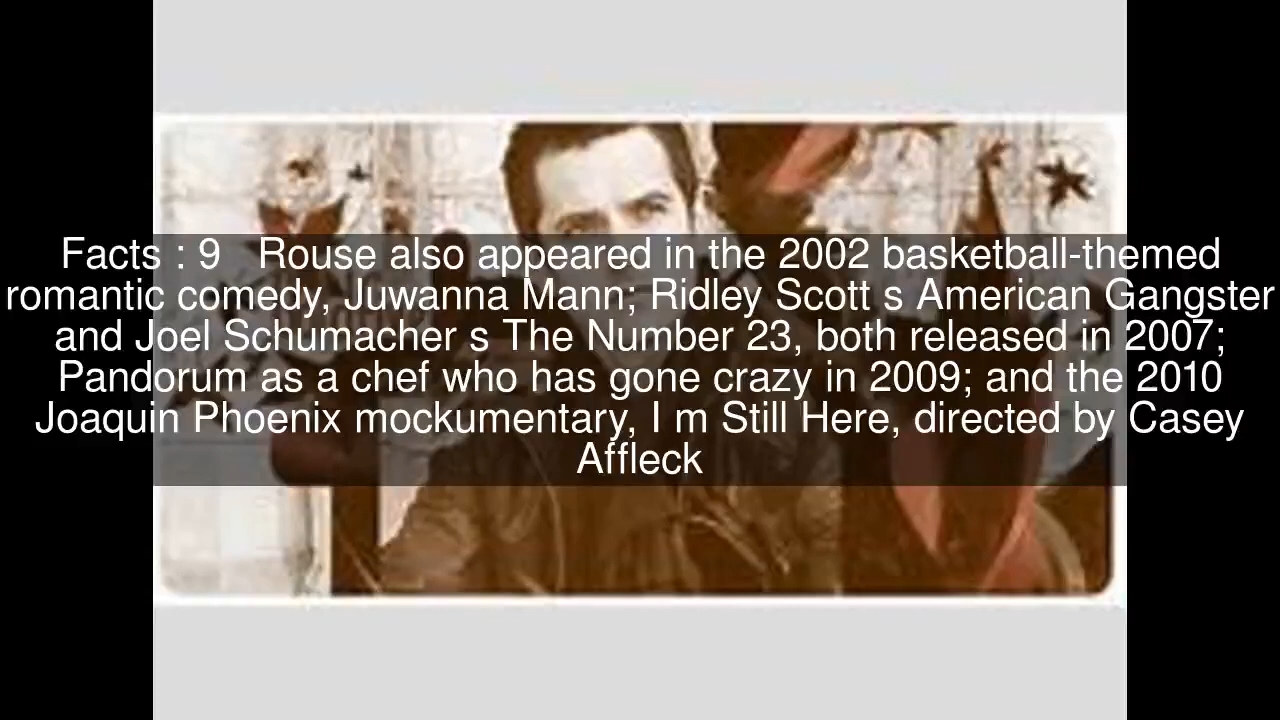 Facts : 9 Rouse also appeared in the 2002 basketball-themed
romantic comedy, Juwanna Mann; Ridley Scott s American Gangster
and Joel Schumacher s The Number 23, both released in 2007;
Pandorum as a chef who has gone crazy in 2009; and the 2010
Joaquin Phoenix mockumentary, I m Still Here, directed by Casey
Affleck